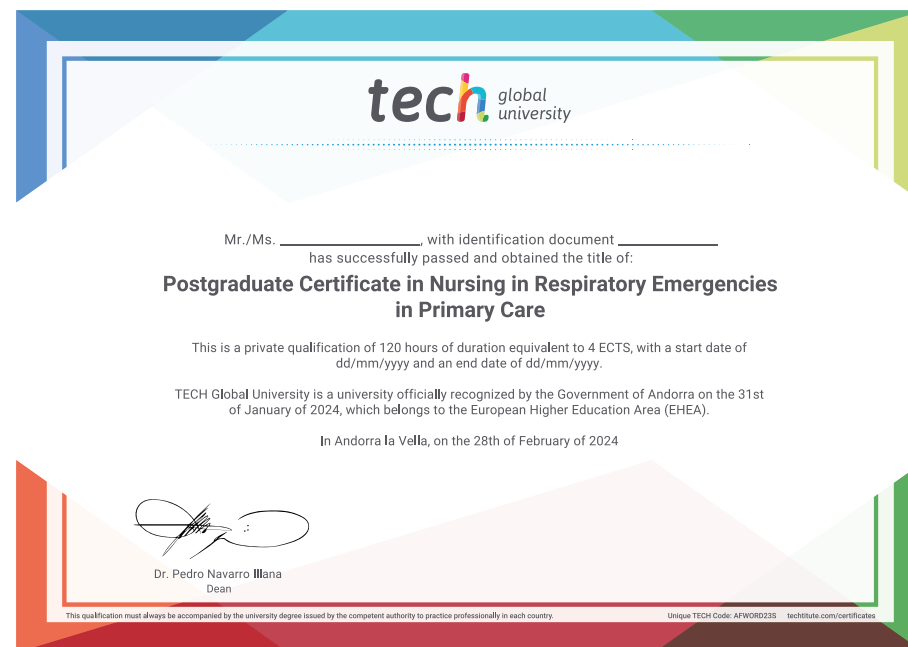 tech global university
Mr./Ms. ____________________, with identification document ______________
has successfully passed and obtained the title of:
Postgraduate Certificate in Nursing in Respiratory Emergencies
in Primary Care
This is a private qualification of 120 hours of duration equivalent to 4 ECTS, with a start date of
dd/mm/yyyy and an end date of dd/mm/yyyy.
TECH Global University is a university officially recognized by the Government of Andorra on the 31st
of January of 2024, which belongs to the European Higher Education Area (EHEA).
In Andorra la Vella, on the 28th of February of 2024
Dr. Pedro Navarro Illana
Dean
This qualification must always be accompanied by the university degree issued by the competent authority to practice professionally in each country. Unique TECH Code: AFWORD23S techtitute.com/certificates